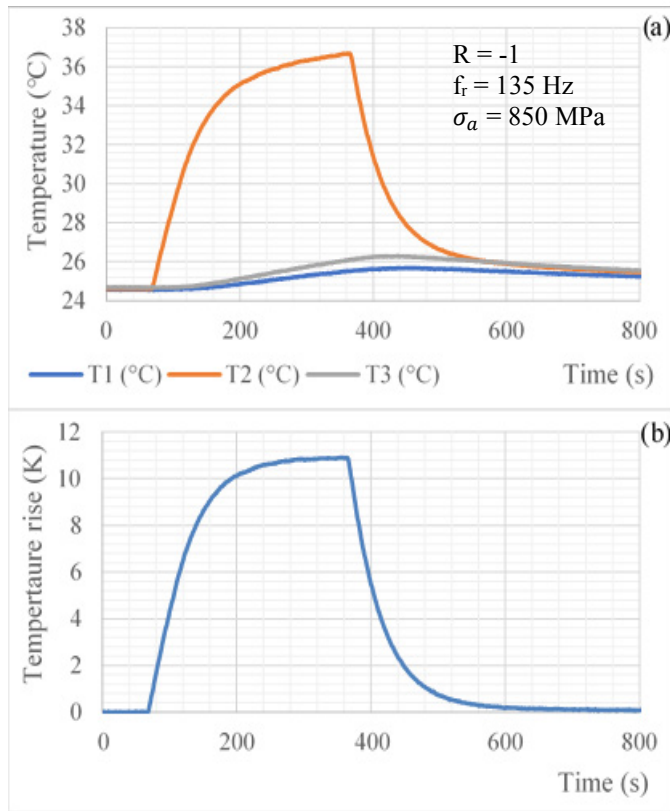 (a)
38
36
34
32
30
28
26
24
Temperature (°C)
R = -1
fr = 135 Hz
σa = 850 MPa
0 200 400 600 800
T1 (°C) T2 (°C) T3 (°C) Time (s)
(b)
12
10
8
6
4
2
0
Tempertaure rise (K)
0 200 400 600 800
Time (s)